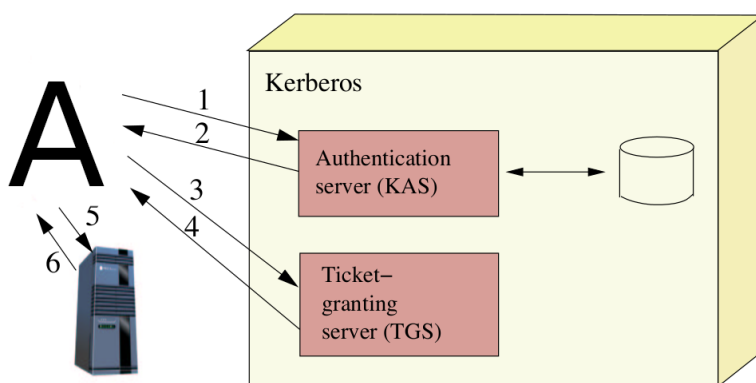 Kerberos
A
1
2
Authentication
server (KAS)
3
4
5
6
Ticket−
granting
server (TGS)